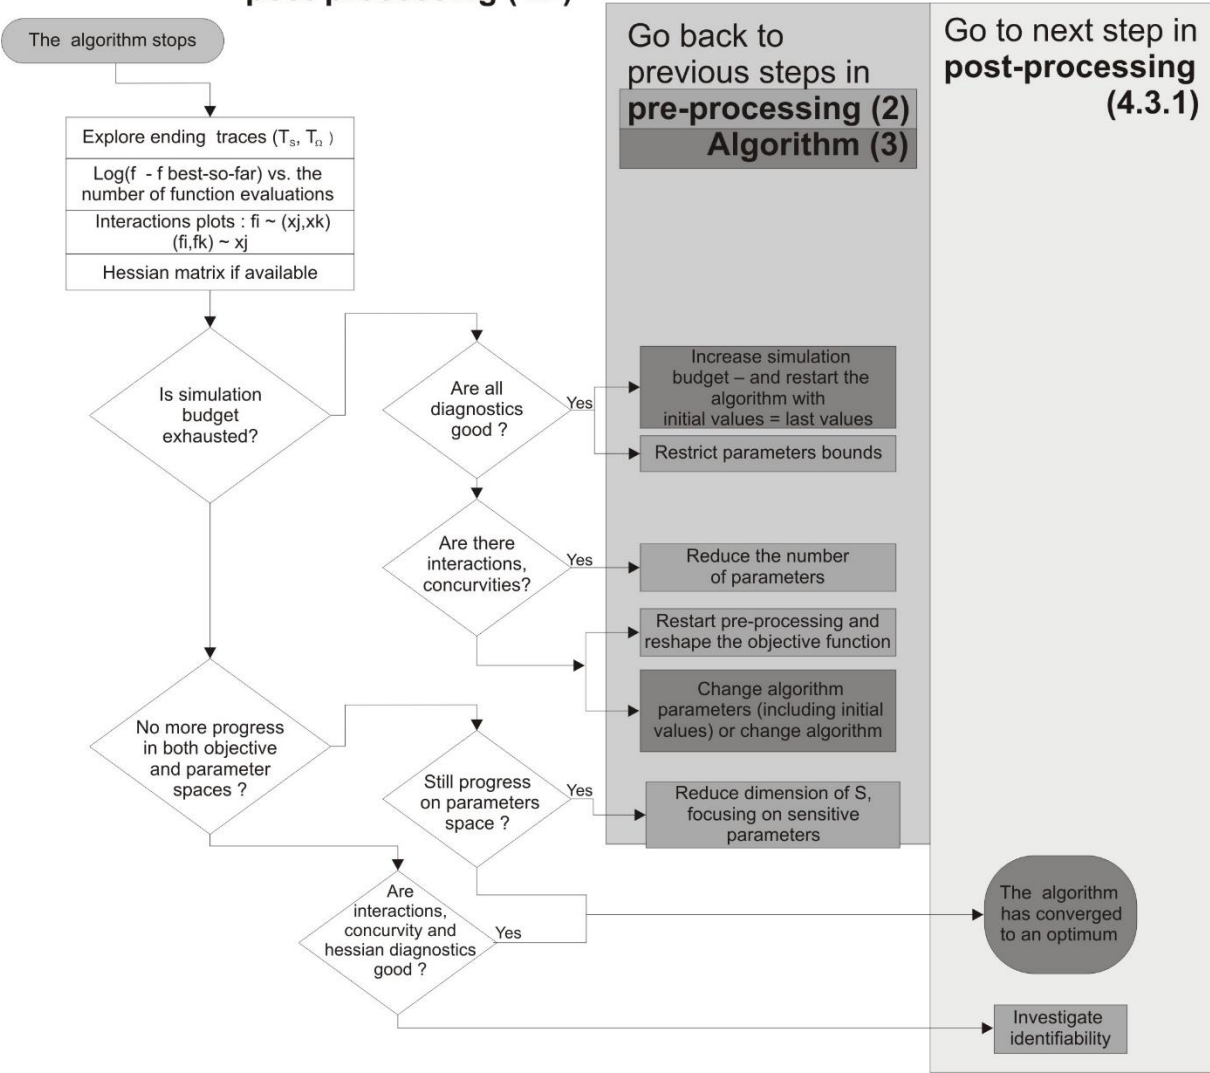 The algorithm stops
Go back to
previous steps in
pre-processing (2)
Algorithm (3)
Go to next step in
post-processing
(4.3.1)
Explore ending traces (Ts, TΩ )
Log(f - f best-so-far) vs. the
number of function evaluations
Interactions plots : fi ~ (xj,xk)
(fi,fk) ~ xj
Hessian matrix if available
Is simulation
budget
exhausted?
Are all
diagnostics
good ?
Yes
Increase simulation
budget – and restart the
algorithm with
initial values = last values
Restrict parameters bounds
Are there
interactions,
concurvities?
Yes
Reduce the number
of parameters
Restart pre-processing and
reshape the objective function
Change algorithm
parameters (including initial
values) or change algorithm
No more progress
in both objective
and parameter
spaces ?
Still progress
on parameters
space ?
Yes
Reduce dimension of S,
focusing on sensitive
parameters
Are
interactions,
concurvity and
hessian diagnostics
good ?
Yes
The algorithm
has converged
to an optimum
Investigate
identifiability